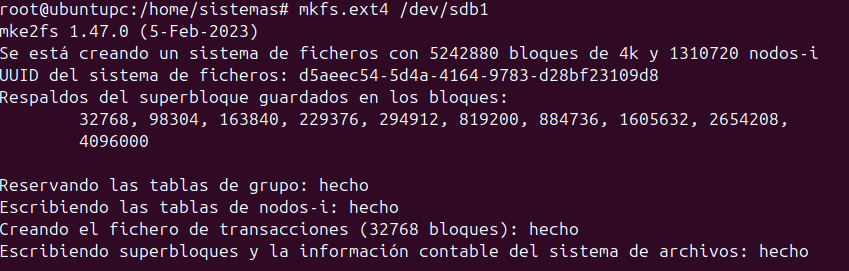 root@ubuntupc:/home/sistemas# mkfs.ext4 /dev/sdb1
mke2fs 1.47.0 (5-Feb-2023)
Se está creando un sistema de ficheros con 5242880 bloques de 4k y 1310720 nodos-i
UUID del sistema de ficheros: d5aeec54-5d4a-4164-9783-d28bf23109d8
Respaldos del superbloque guardados en los bloques:
32768, 98304, 163840, 229376, 294912, 819200, 884736, 1605632, 2654208,
4096000
Reservando las tablas de grupo: hecho
Escribiendo las tablas de nodos-i: hecho
Creando el fichero de transacciones (32768 bloques): hecho
Escribiendo superbloques y la información contable del sistema de archivos: hecho